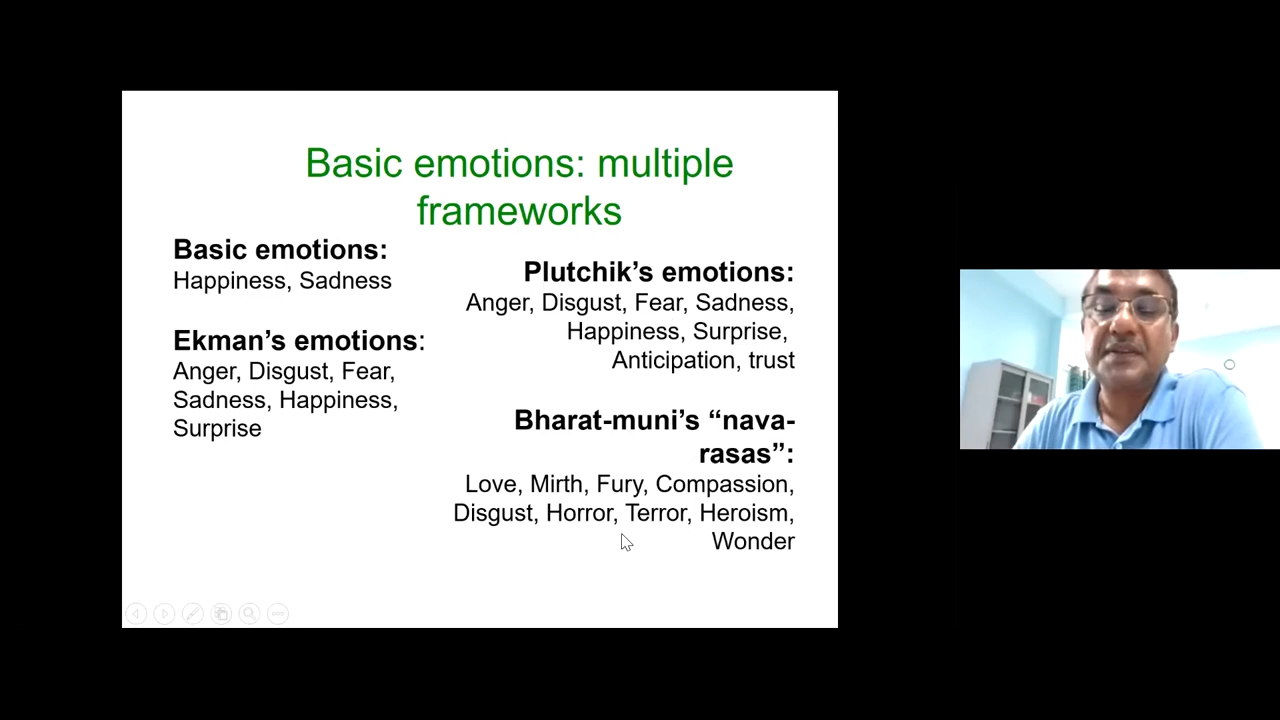 Basic emotions: multiple
frameworks
Basic emotions:
Happiness, Sadness
Ekman’s emotions:
Anger, Disgust, Fear,
Sadness, Happiness,
Surprise
Plutchik’s emotions:
Anger, Disgust, Fear, Sadness,
Happiness, Surprise,
Anticipation, trust
Bharat-muni’s “nava-
rasas”:
Love, Mirth, Fury, Compassion,
Disgust, Horror, Terror, Heroism,
Wonder